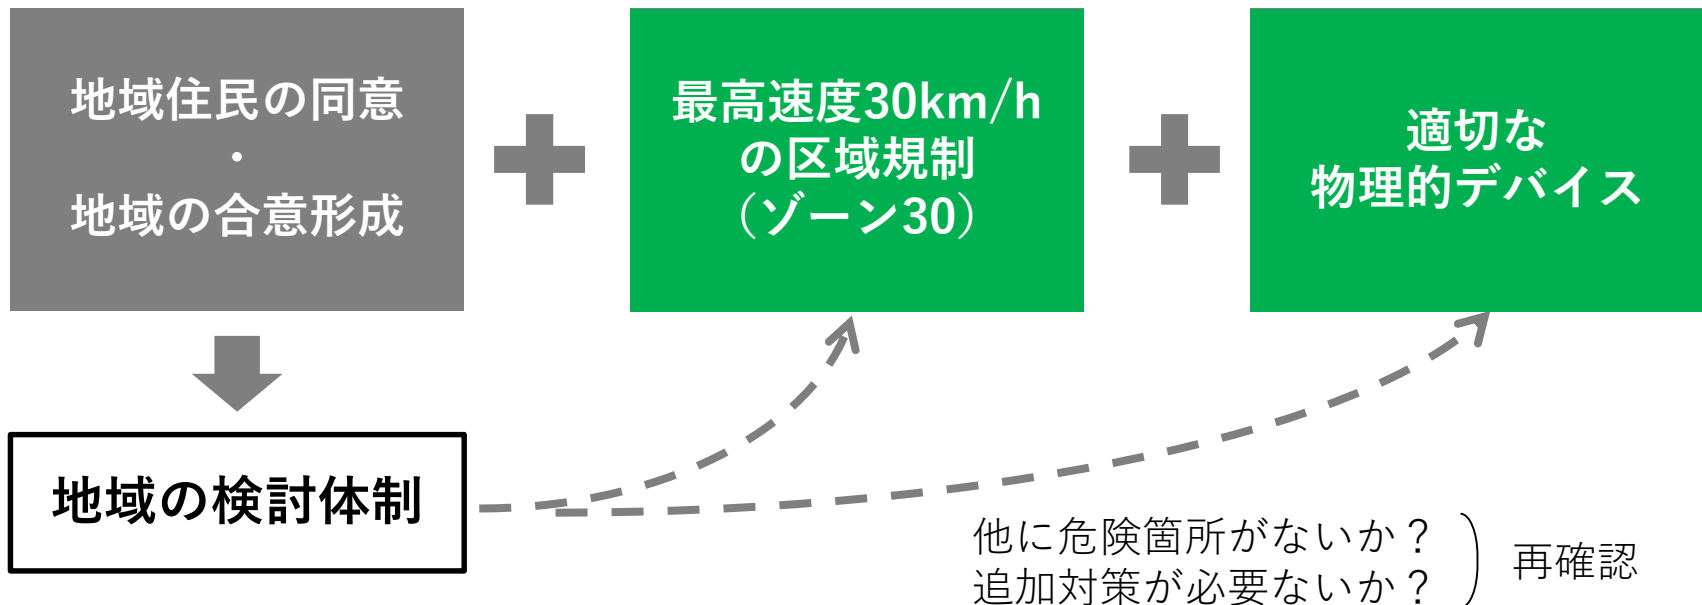 地域住民の同意
・
地域の合意形成
最高速度30km/h
の区域規制
（ゾーン30）
適切な
物理的デバイス
地域の検討体制
他に危険箇所がないか？
追加対策が必要ないか？
再確認